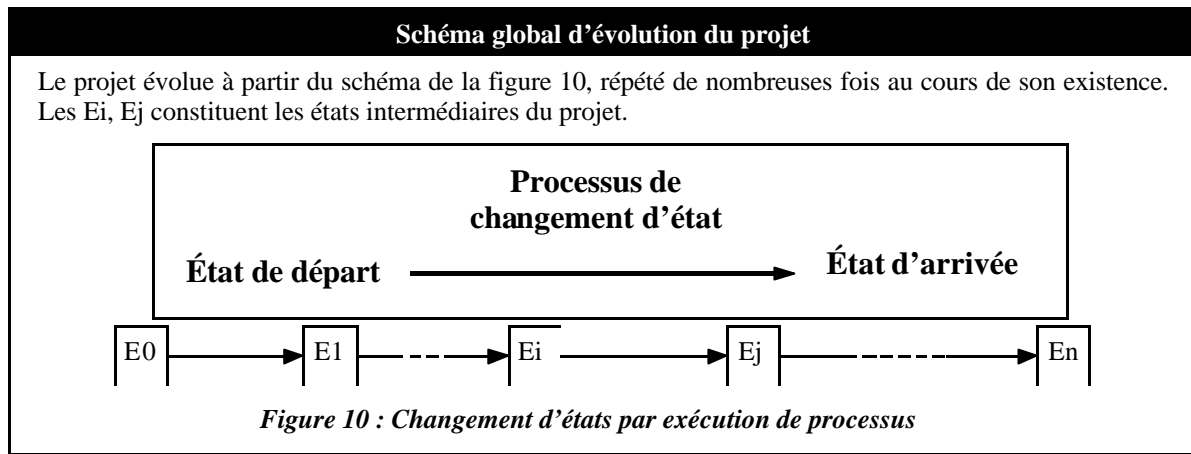 Schéma global d’évolution du projet
Le projet évolue à partir du schéma de la figure 10, répété de nombreuses fois au cours de son existence.
Les Ei, Ej constituent les états intermédiaires du projet.
Processus de
changement d’état
État de départ
État d’arrivée
E0 E1 Ei Ej En
Figure 10 : Changement d’états par exécution de processus